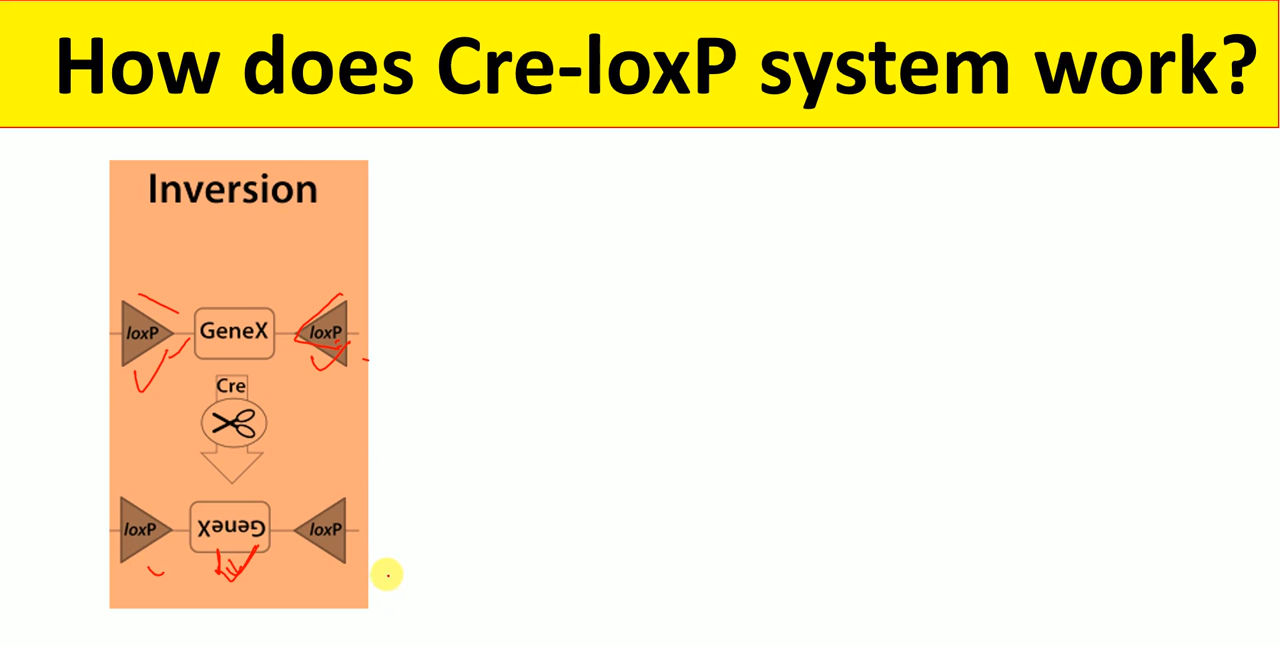 How does Cre-loxP system work?
Inversion
loxP GeneX loxP
Cre
loxP GeneX loxP